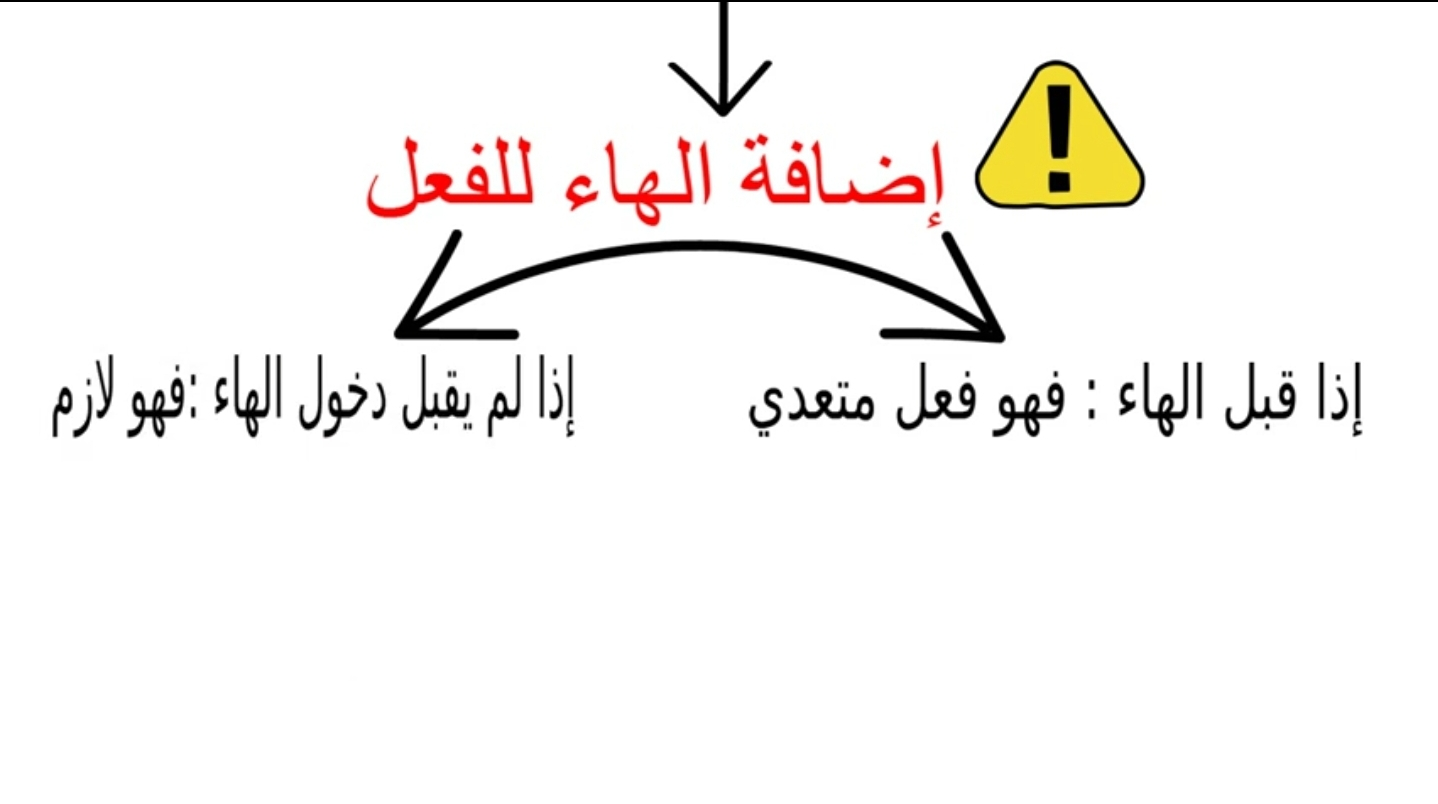 إضافة الهاء للفعل
إذا قبل الهاء : فهو فعل متعدي
إذا لم يقبل دخول الهاء :فهو لازم